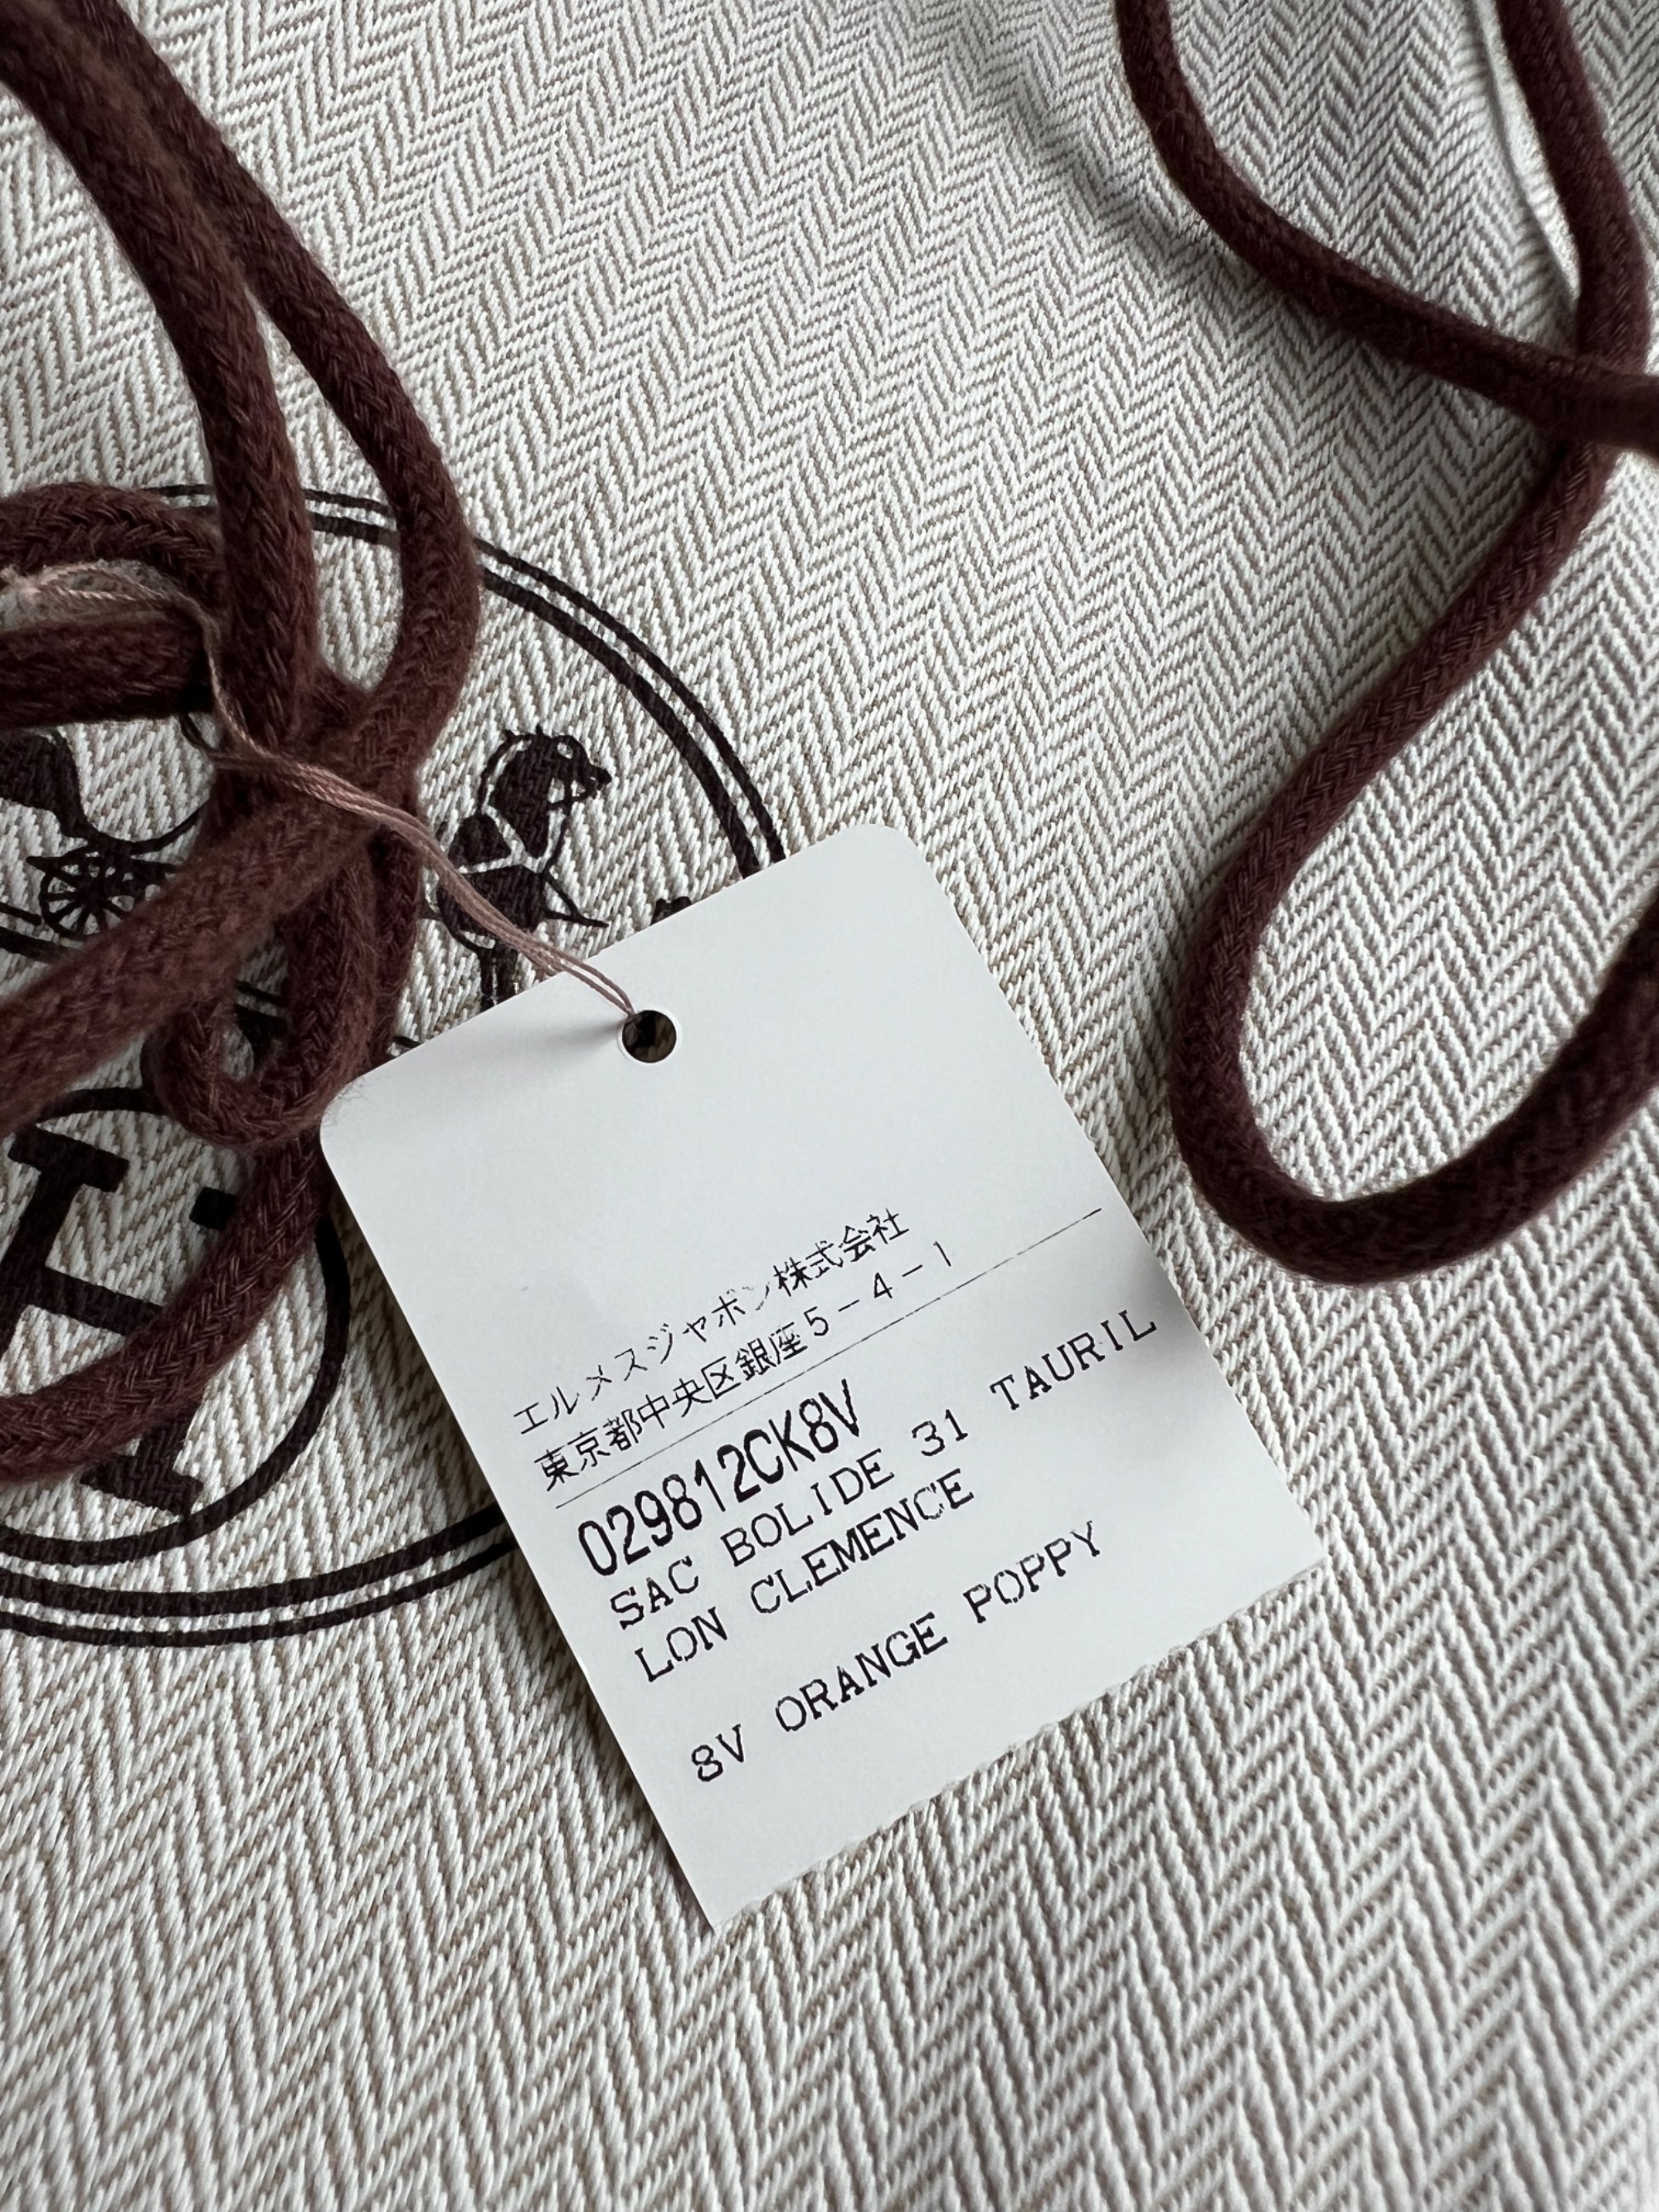 エルメスジャポン株式会社
東京都中央区銀座5-4-1
029812CK8V
SAC BOLIDE 31 TAURIL
LON CLEMENCE
8V ORANGE POPPY